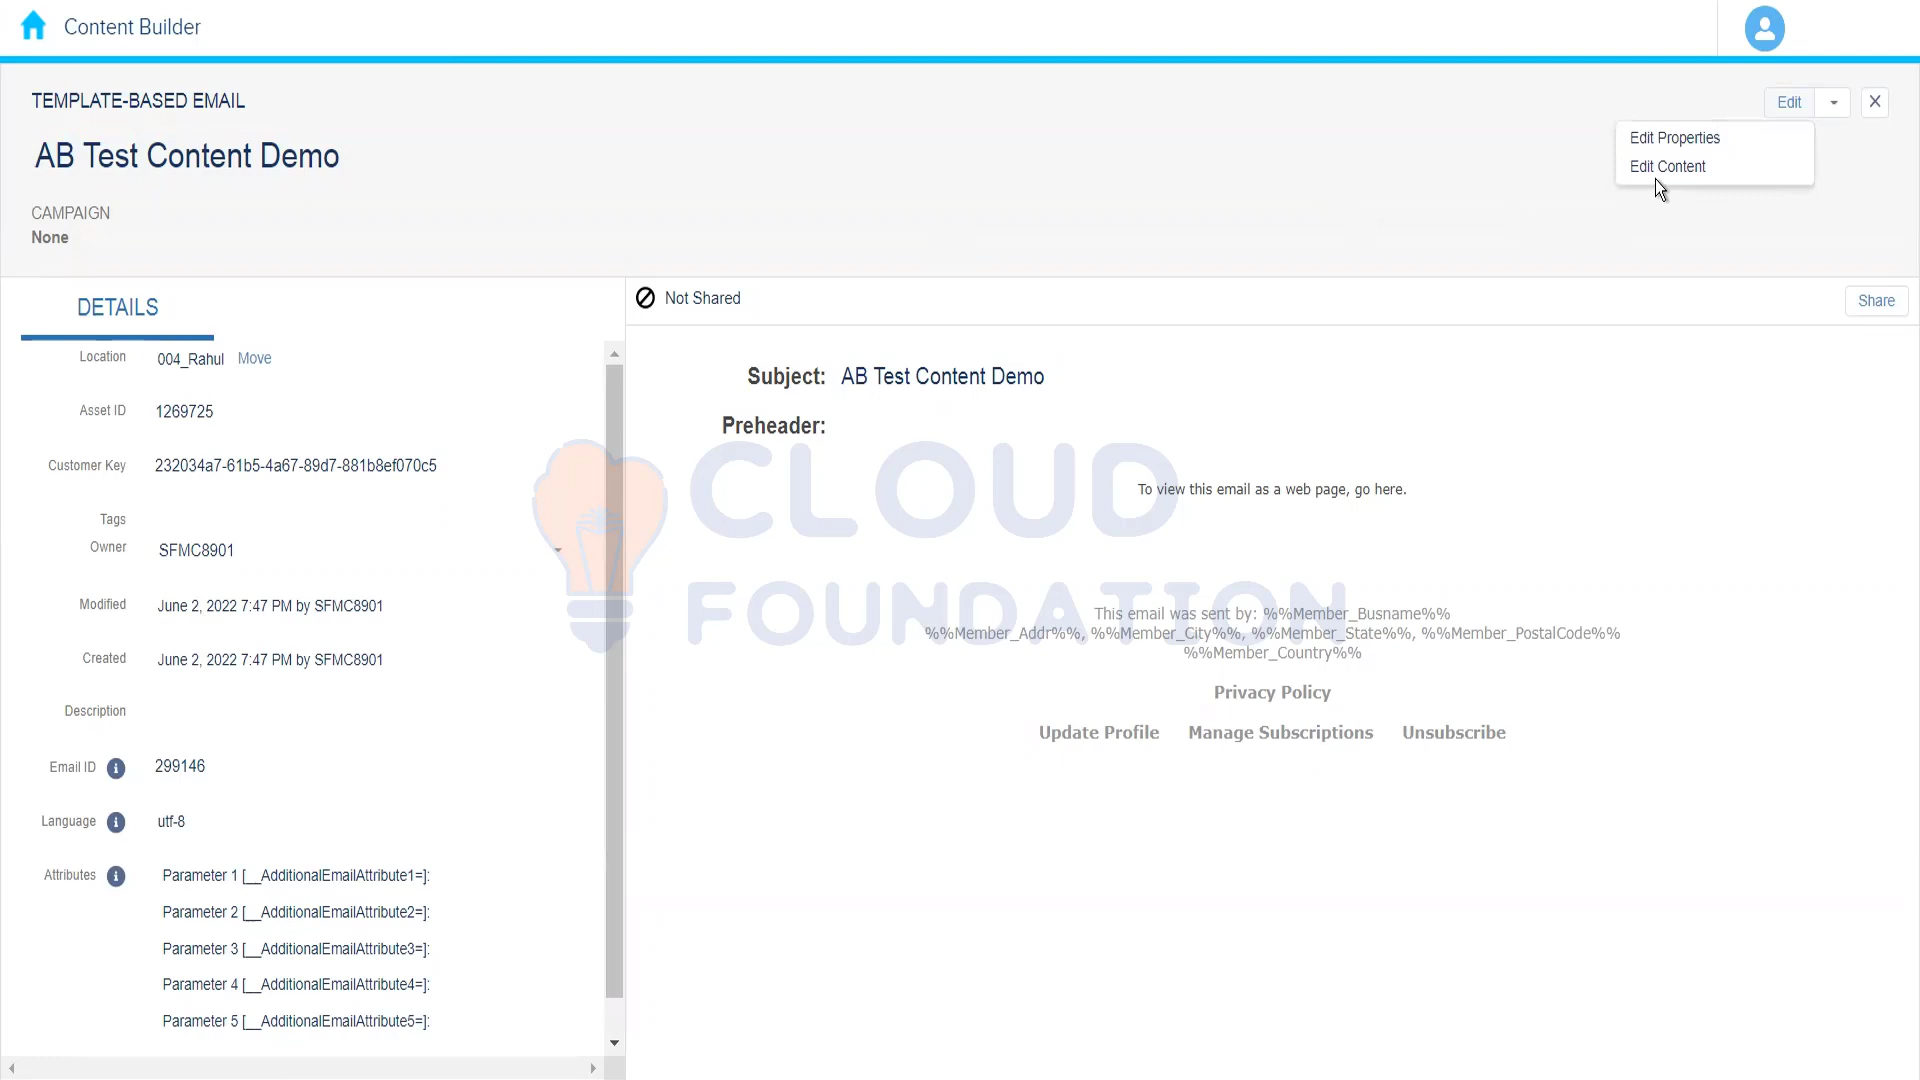 Content Builder
TEMPLATE-BASED EMAIL
Edit
Edit Properties
Edit Content
AB Test Content Demo
CAMPAIGN
None
DETAILS
Location 004_Rahul Move
Asset ID 1269725
Customer Key 232034a7-61b5-4a67-89d7-881b8ef070c5
Tags
Owner SFMC8901
Modified June 2, 2022 7:47 PM by SFMC8901
Created June 2, 2022 7:47 PM by SFMC8901
Description
Email ID 299146
Language utf-8
Attributes Parameter 1 [__AdditionalEmailAttribute1=]:
Parameter 2 [__AdditionalEmailAttribute2=]:
Parameter 3 [__AdditionalEmailAttribute3=]:
Parameter 4 [__AdditionalEmailAttribute4=]:
Parameter 5 [__AdditionalEmailAttribute5=]:
Not Shared
Share
Subject: AB Test Content Demo
Preheader:
CLOUD
FOUNDATION
To view this email as a web page, go here.
This email was sent by: %%Member_Busname%%
%%Member_Addr%%, %%Member_City%%, %%Member_State%%, %%Member_PostalCode%%
%%Member_Country%%
Privacy Policy
Update Profile Manage Subscriptions Unsubscribe